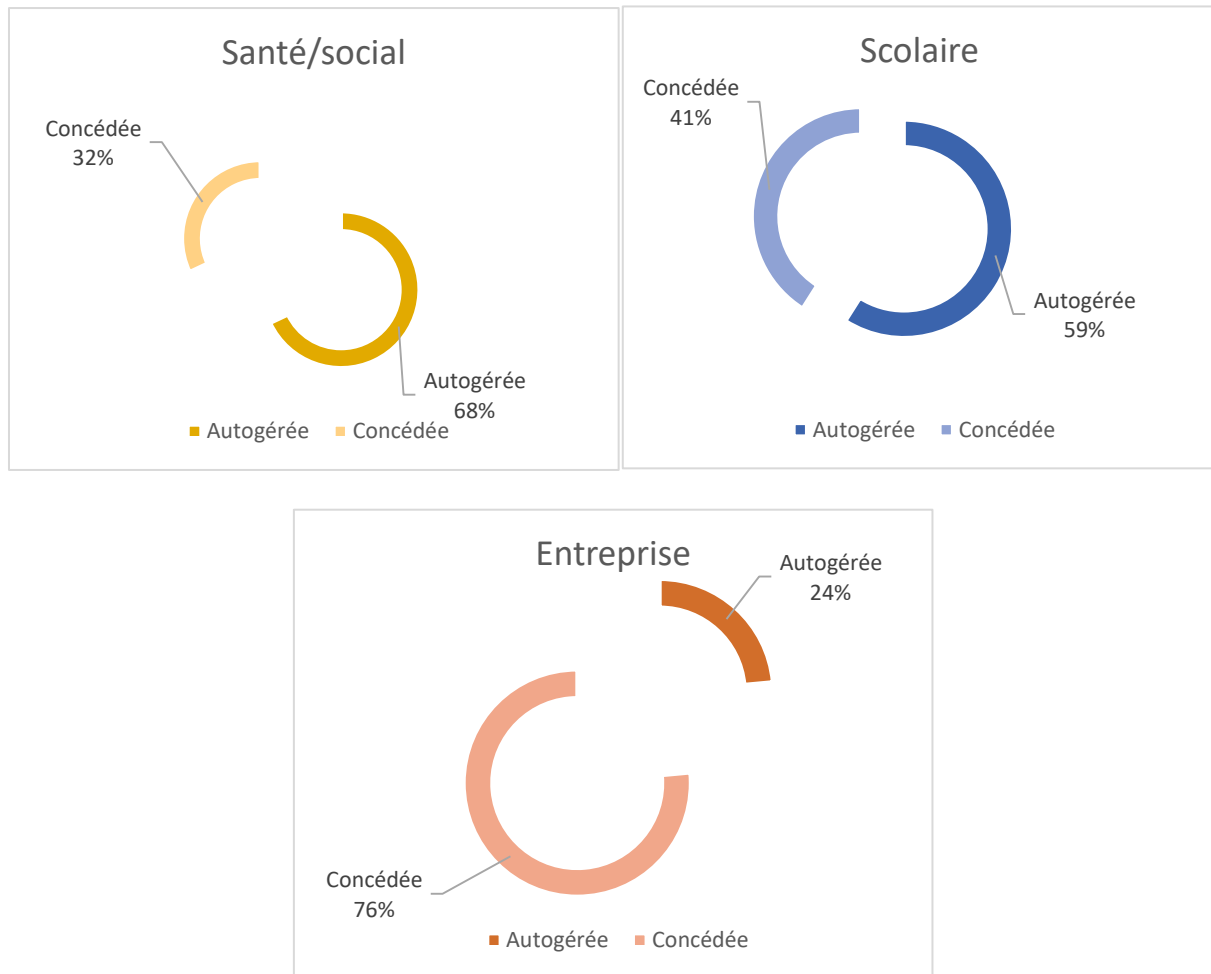 Santé/social
Concédée
32%
Autogérée
68%
Autogérée Concédée
Scolaire
Concédée
41%
Autogérée
59%
Autogérée Concédée
Entreprise
Autogérée
24%
Concédée
76%
Autogérée Concédée